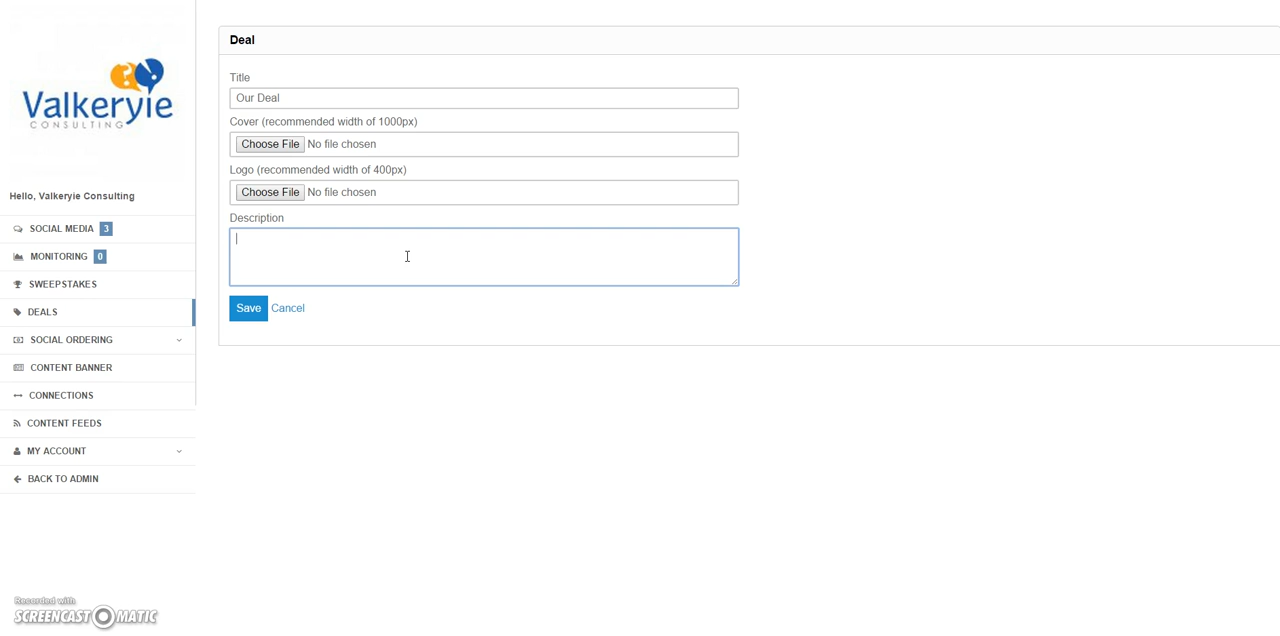 Valkeryie
CONSULTING
Hello, Valkeryie Consulting
SOCIAL MEDIA 3
MONITORING 0
SWEEPSTAKES
DEALS
SOCIAL ORDERING
CONTENT BANNER
CONNECTIONS
CONTENT FEEDS
MY ACCOUNT
BACK TO ADMIN
Deal
Title
Our Deal
Cover (recommended width of 1000px)
Choose File No file chosen
Logo (recommended width of 400px)
Choose File No file chosen
Description
Save Cancel
Recorded with
SCREENCAST MATIC